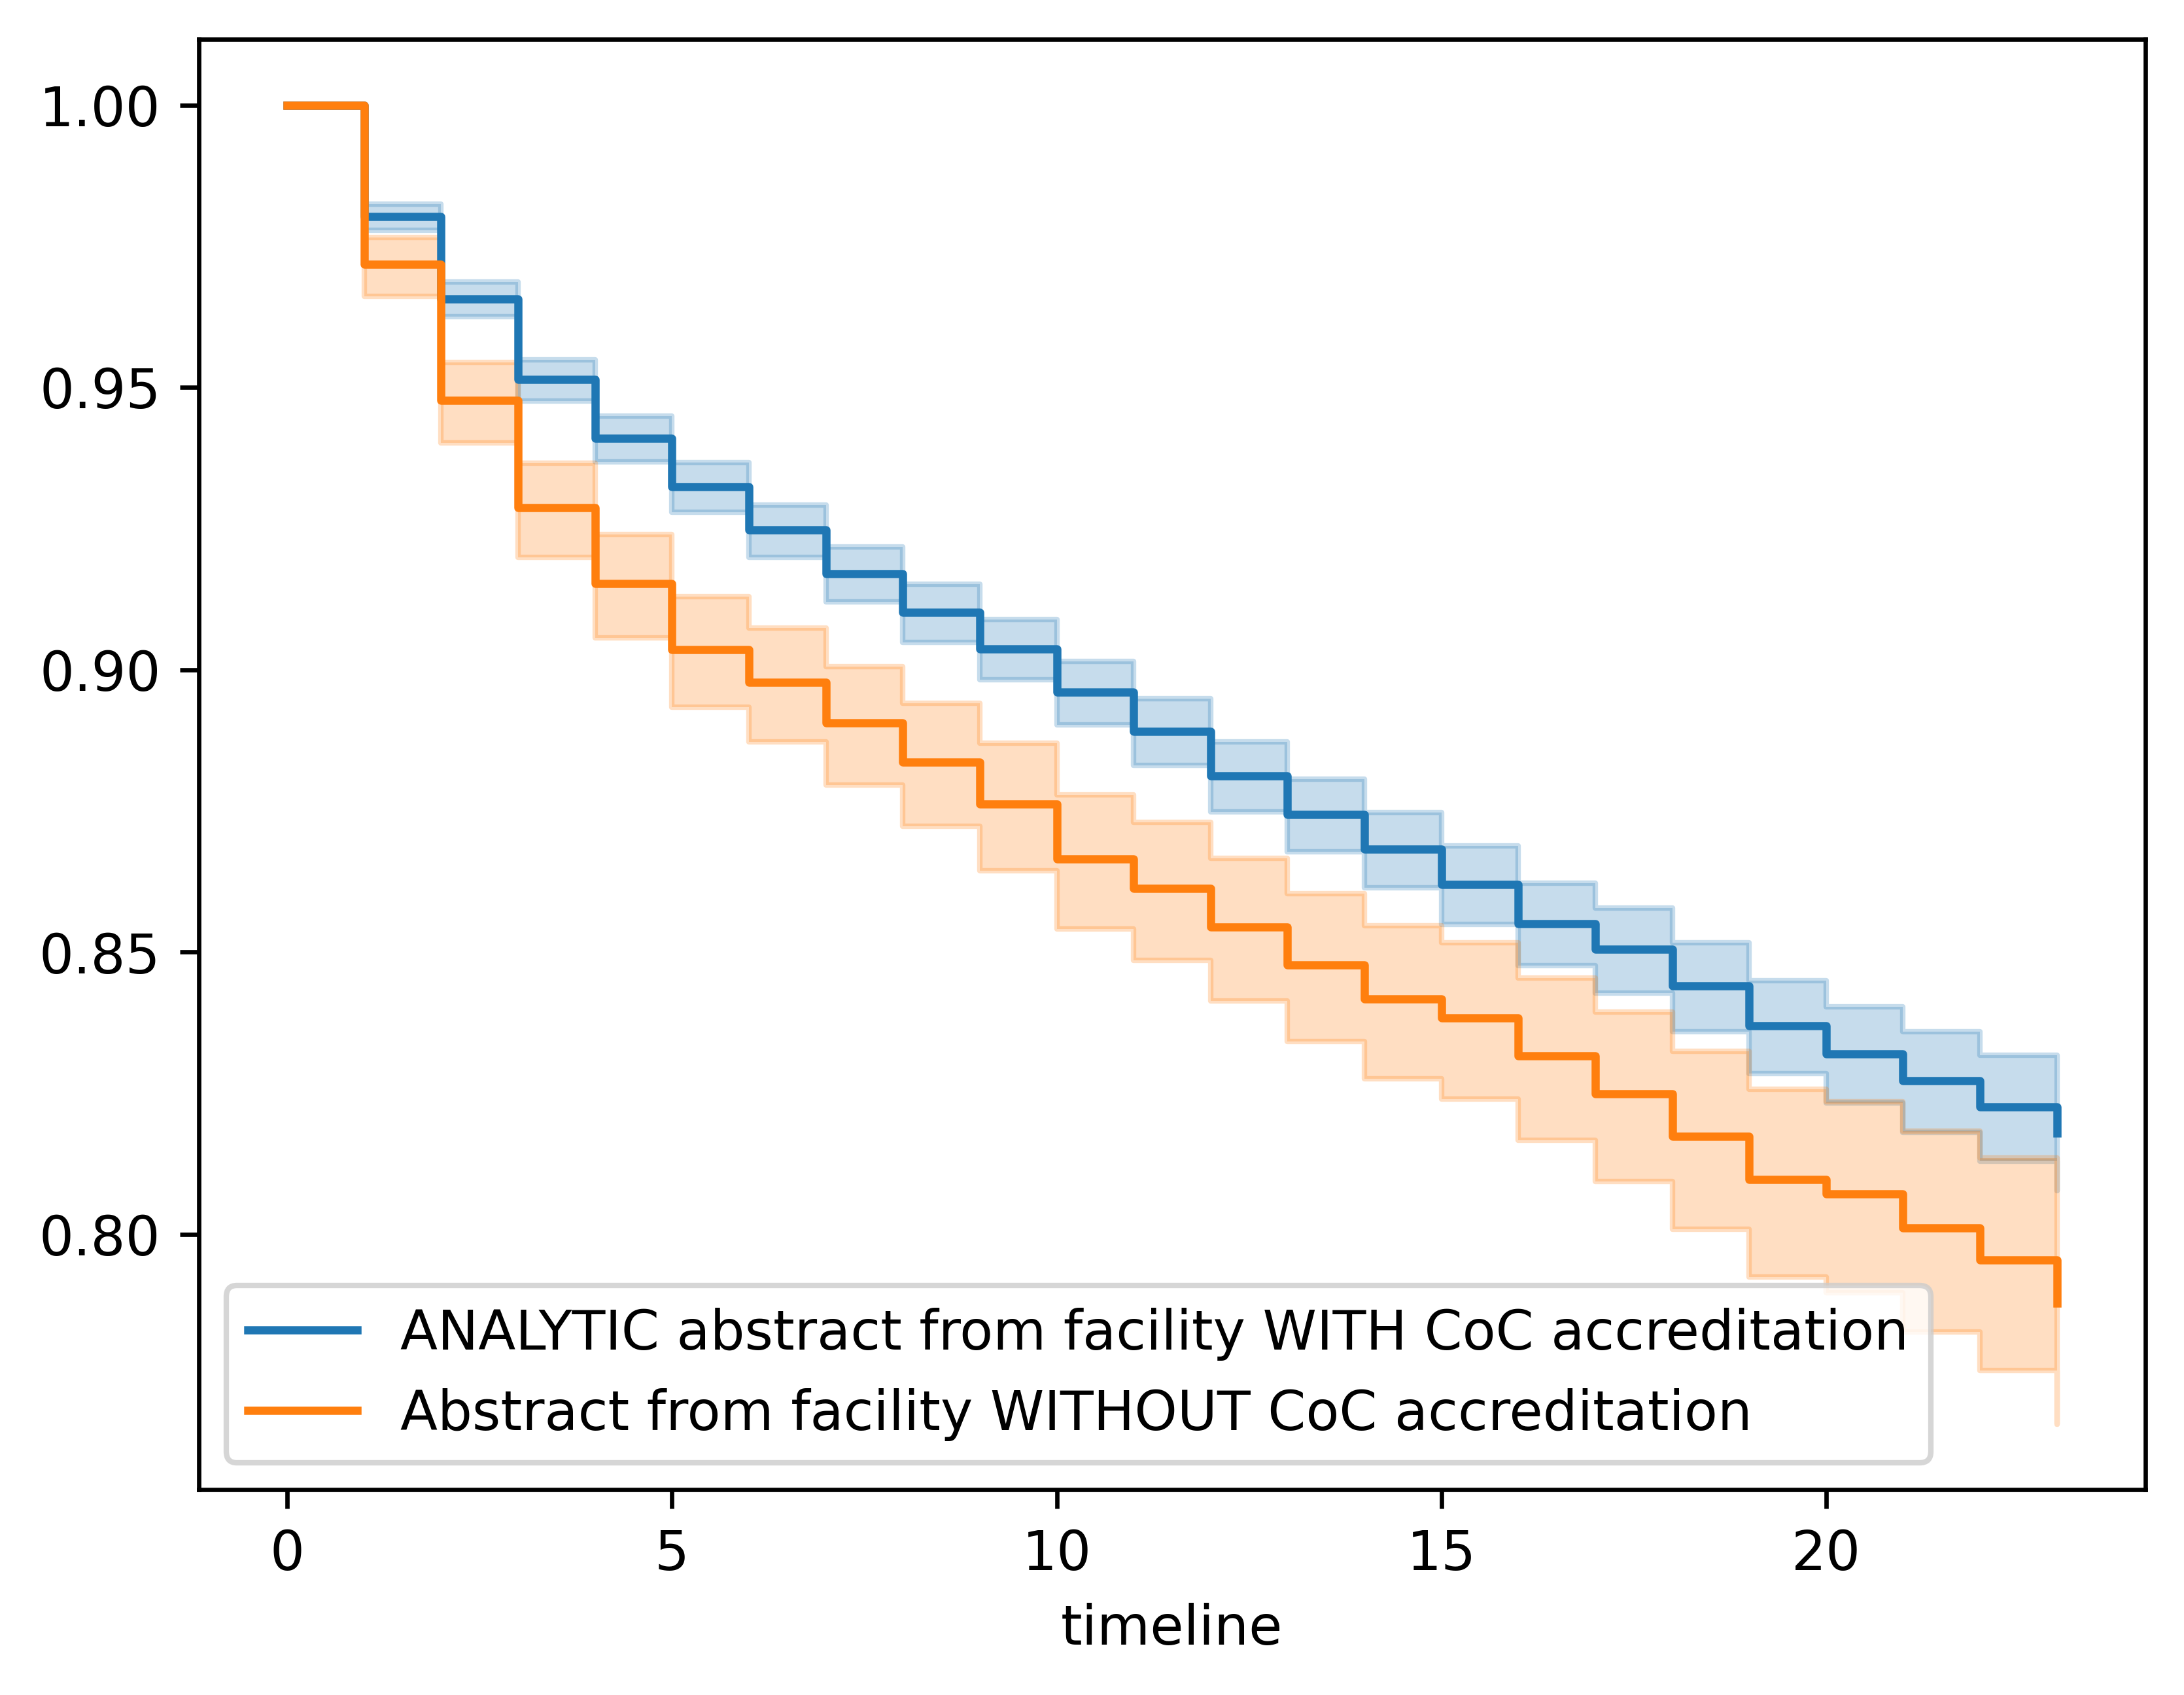 1.00
0.95
0.90
0.85
0.80
ANALYTIC abstract from facility WITH CoC accreditation
Abstract from facility WITHOUT CoC accreditation
0 5 10 15 20
timeline